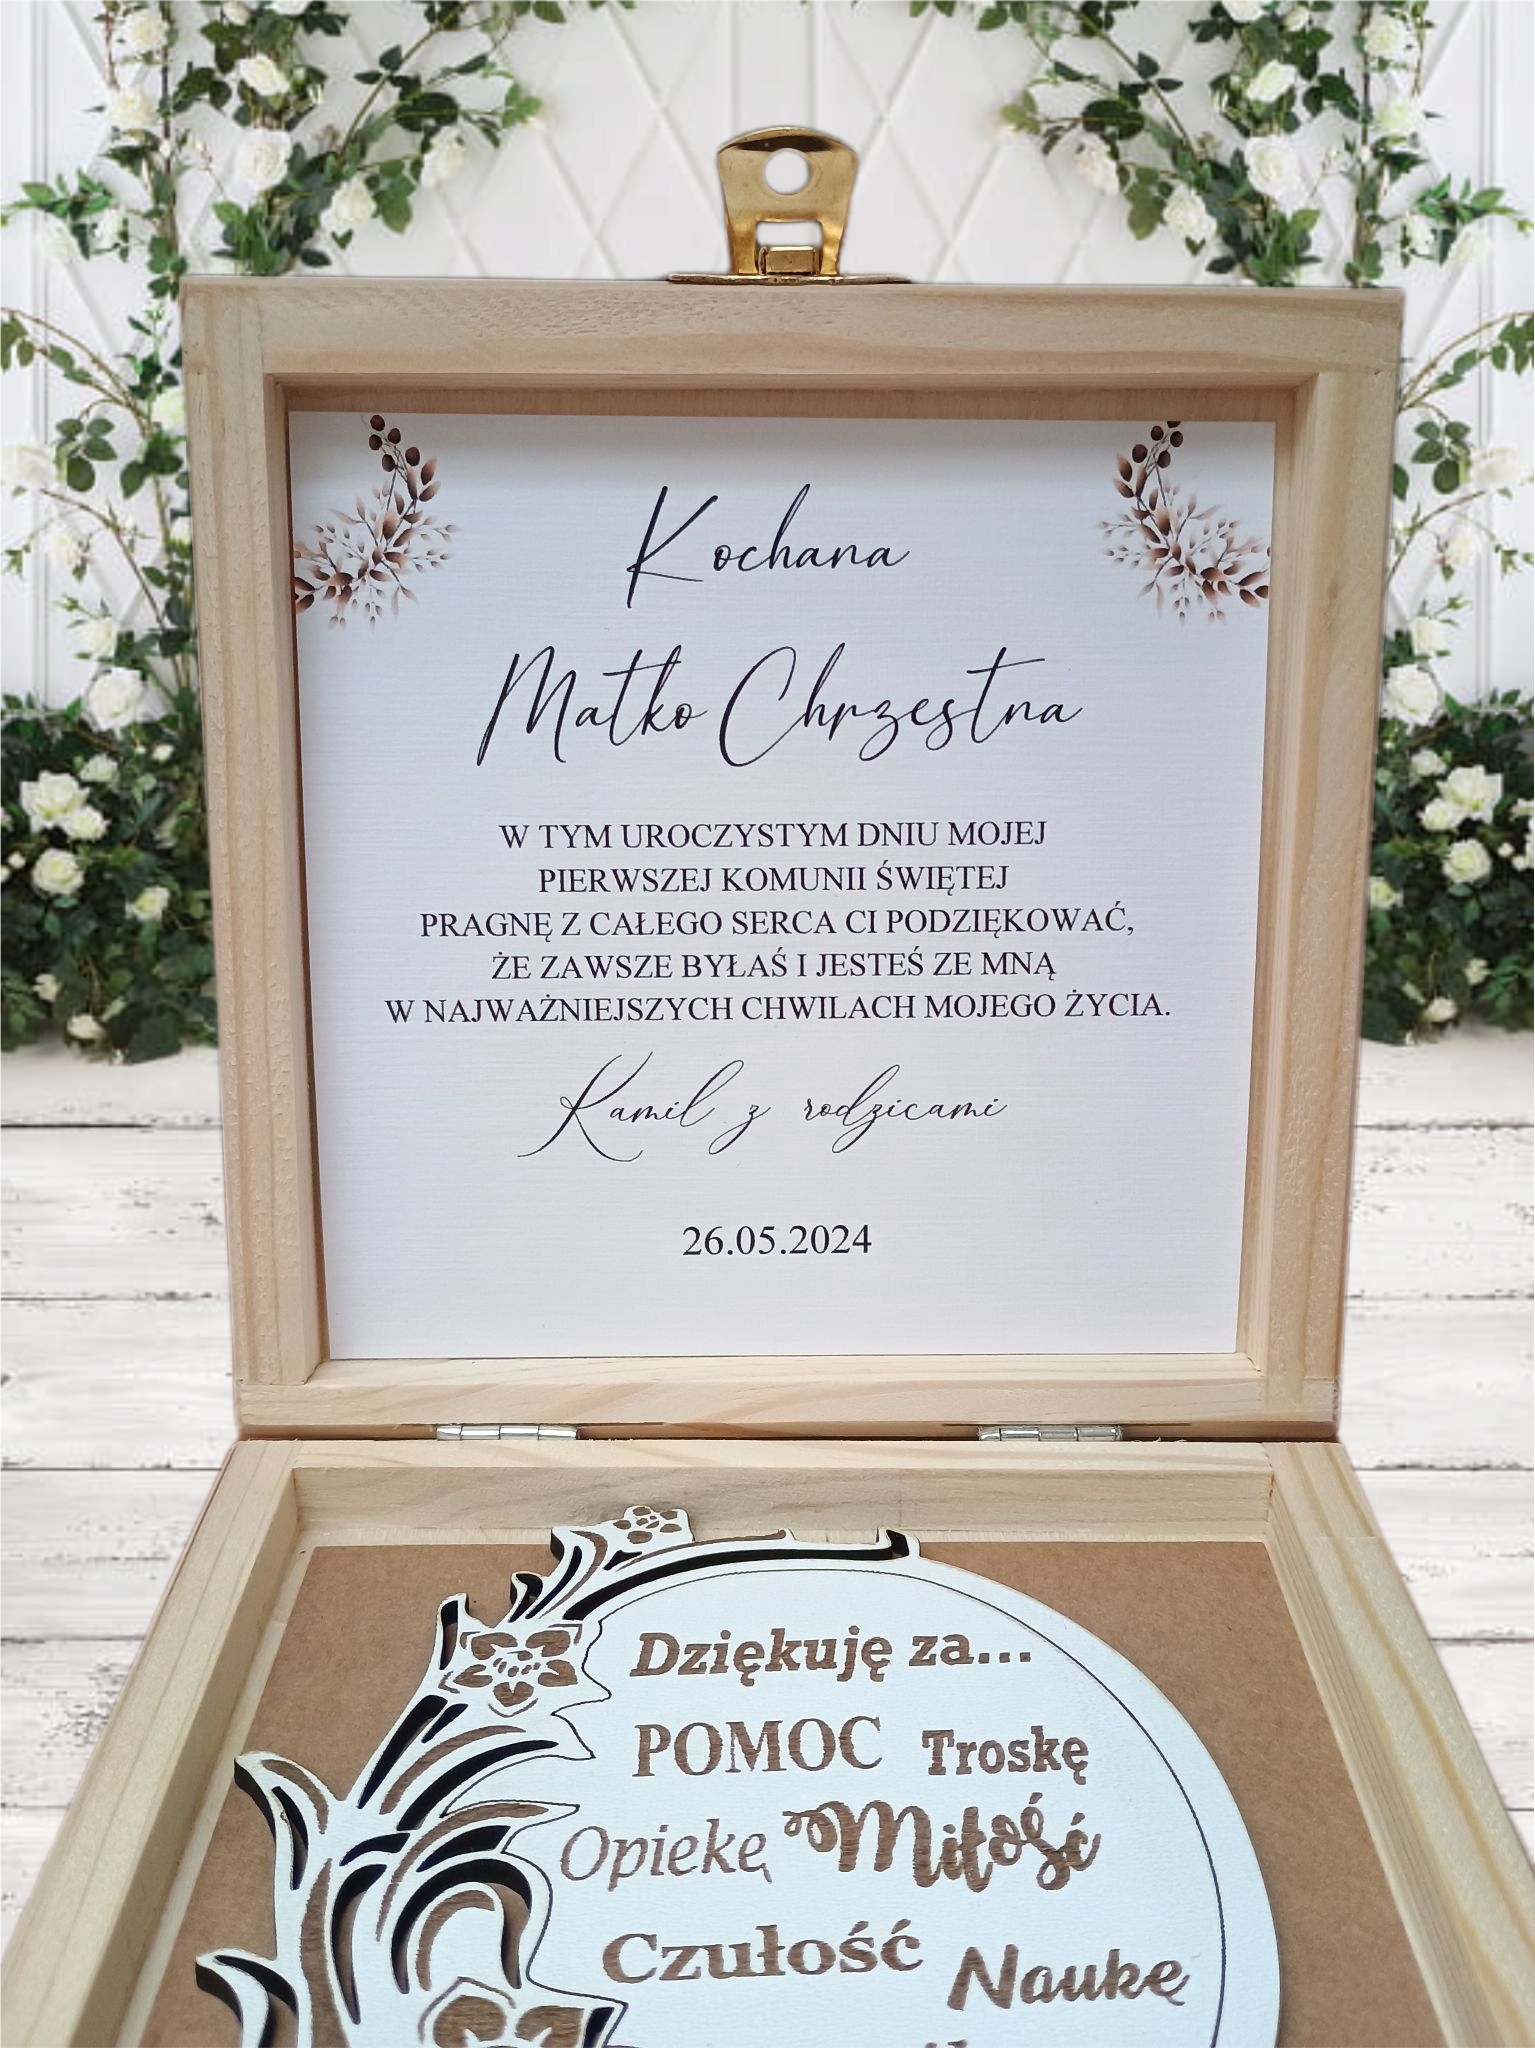 Kochana
Matko Chrzestna
W TYM UROCZYSTYM DNIU MOJEJ
PIERWSZEJ KOMUNII ŚWIĘTEJ
PRAGNĘ Z CAŁEGO SERCA CI PODZIĘKOWAĆ,
ŻE ZAWSZE BYŁAŚ I JESTEŚ ZE MNĄ
W NAJWAŻNIEJSZYCH CHWILACH MOJEGO ŻYCIA.
Kamil z rodzicami
26.05.2024
Dziękuję za...
POMOC Troskę
Opiekę Miłość
Czułość Naukę